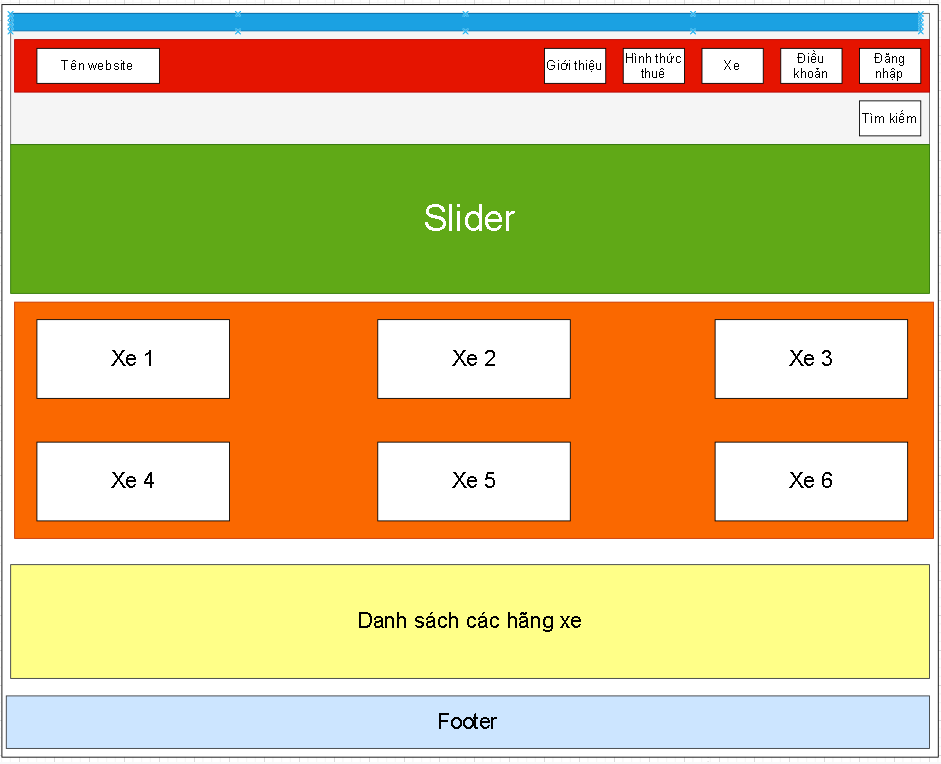 Tên website
Giới thiệu
Hình thức
thuê
Xe
Điều
khoản
Đăng
nhập
Tìm kiếm
Slider
Xe 1
Xe 2
Xe 3
Xe 4
Xe 5
Xe 6
Danh sách các hãng xe
Footer